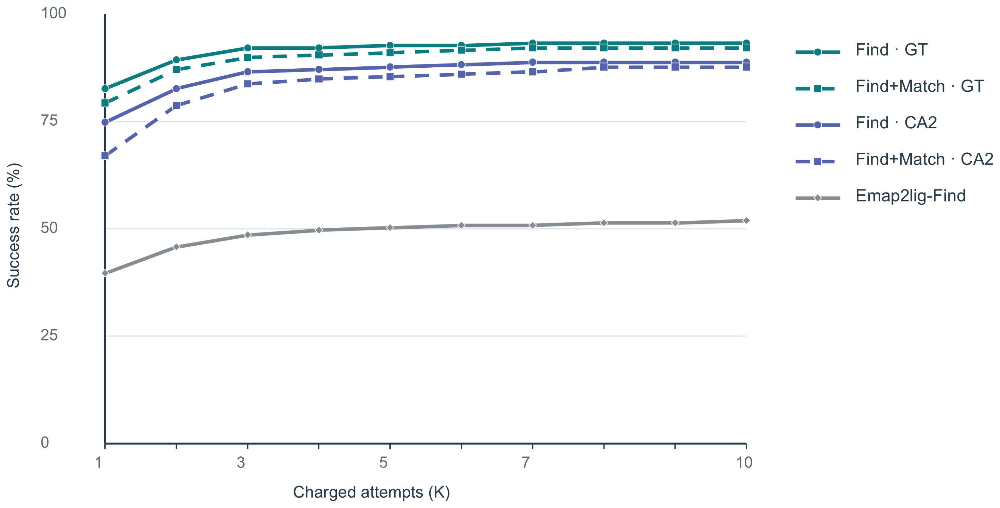 100
75
50
25
0
Success rate (%)
1 3 5 7 10
Charged attempts (K)
Find · GT
Find+Match · GT
Find · CA2
Find+Match · CA2
Emap2lig-Find